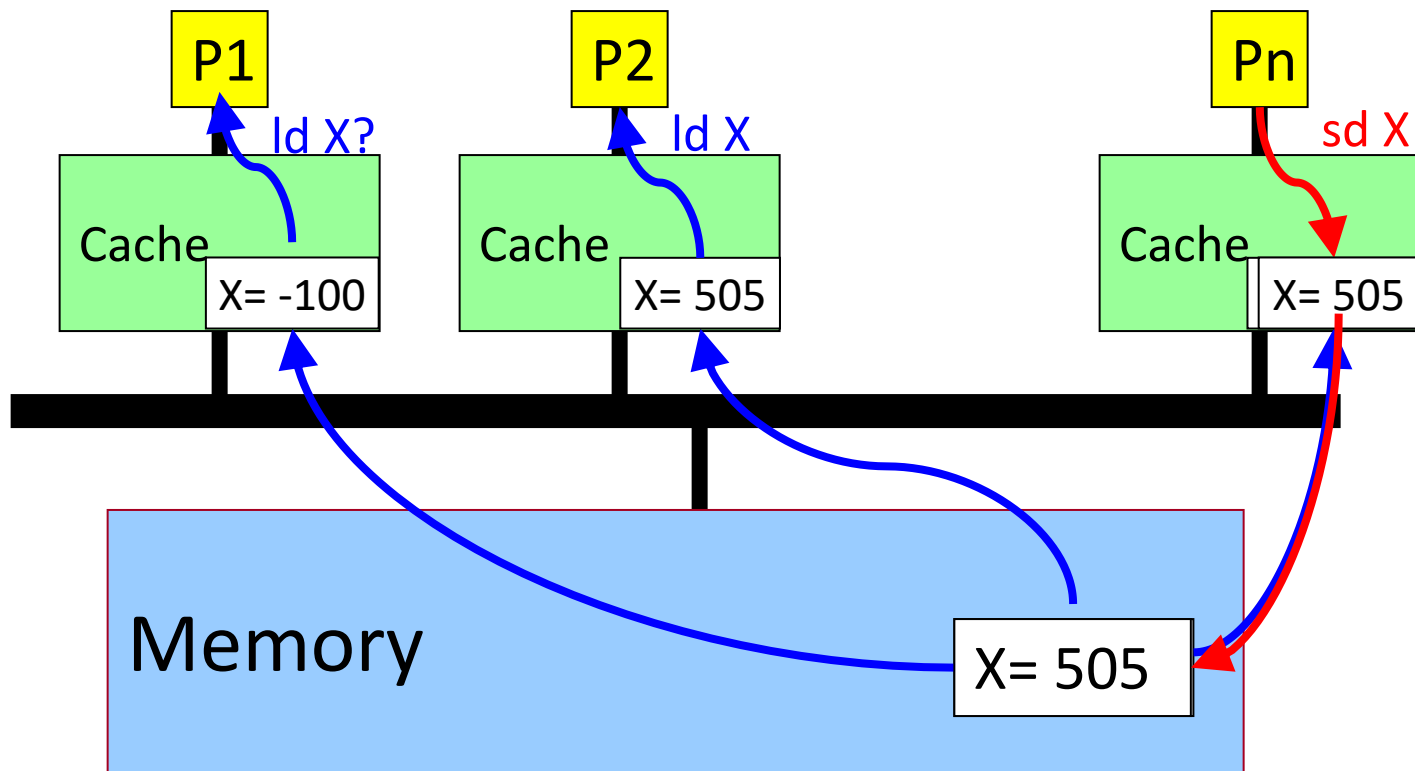 P1
P2
Pn
ld X?
ld X
sd X
Cache
Cache
Cache
X= -100
X= 505
X= 505
Memory
X= 505